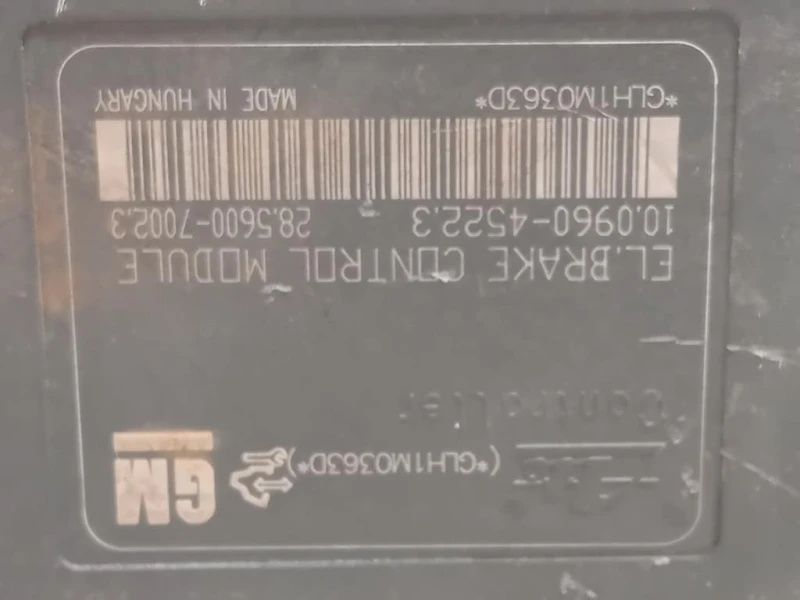 (*GLH1M0363D*) GM
Controller
EL.BRAKE CONTROL MODULE
10.0960-4522.3 28.5600-7002.3
*GLH1M0363D* MADE IN HUNGARY